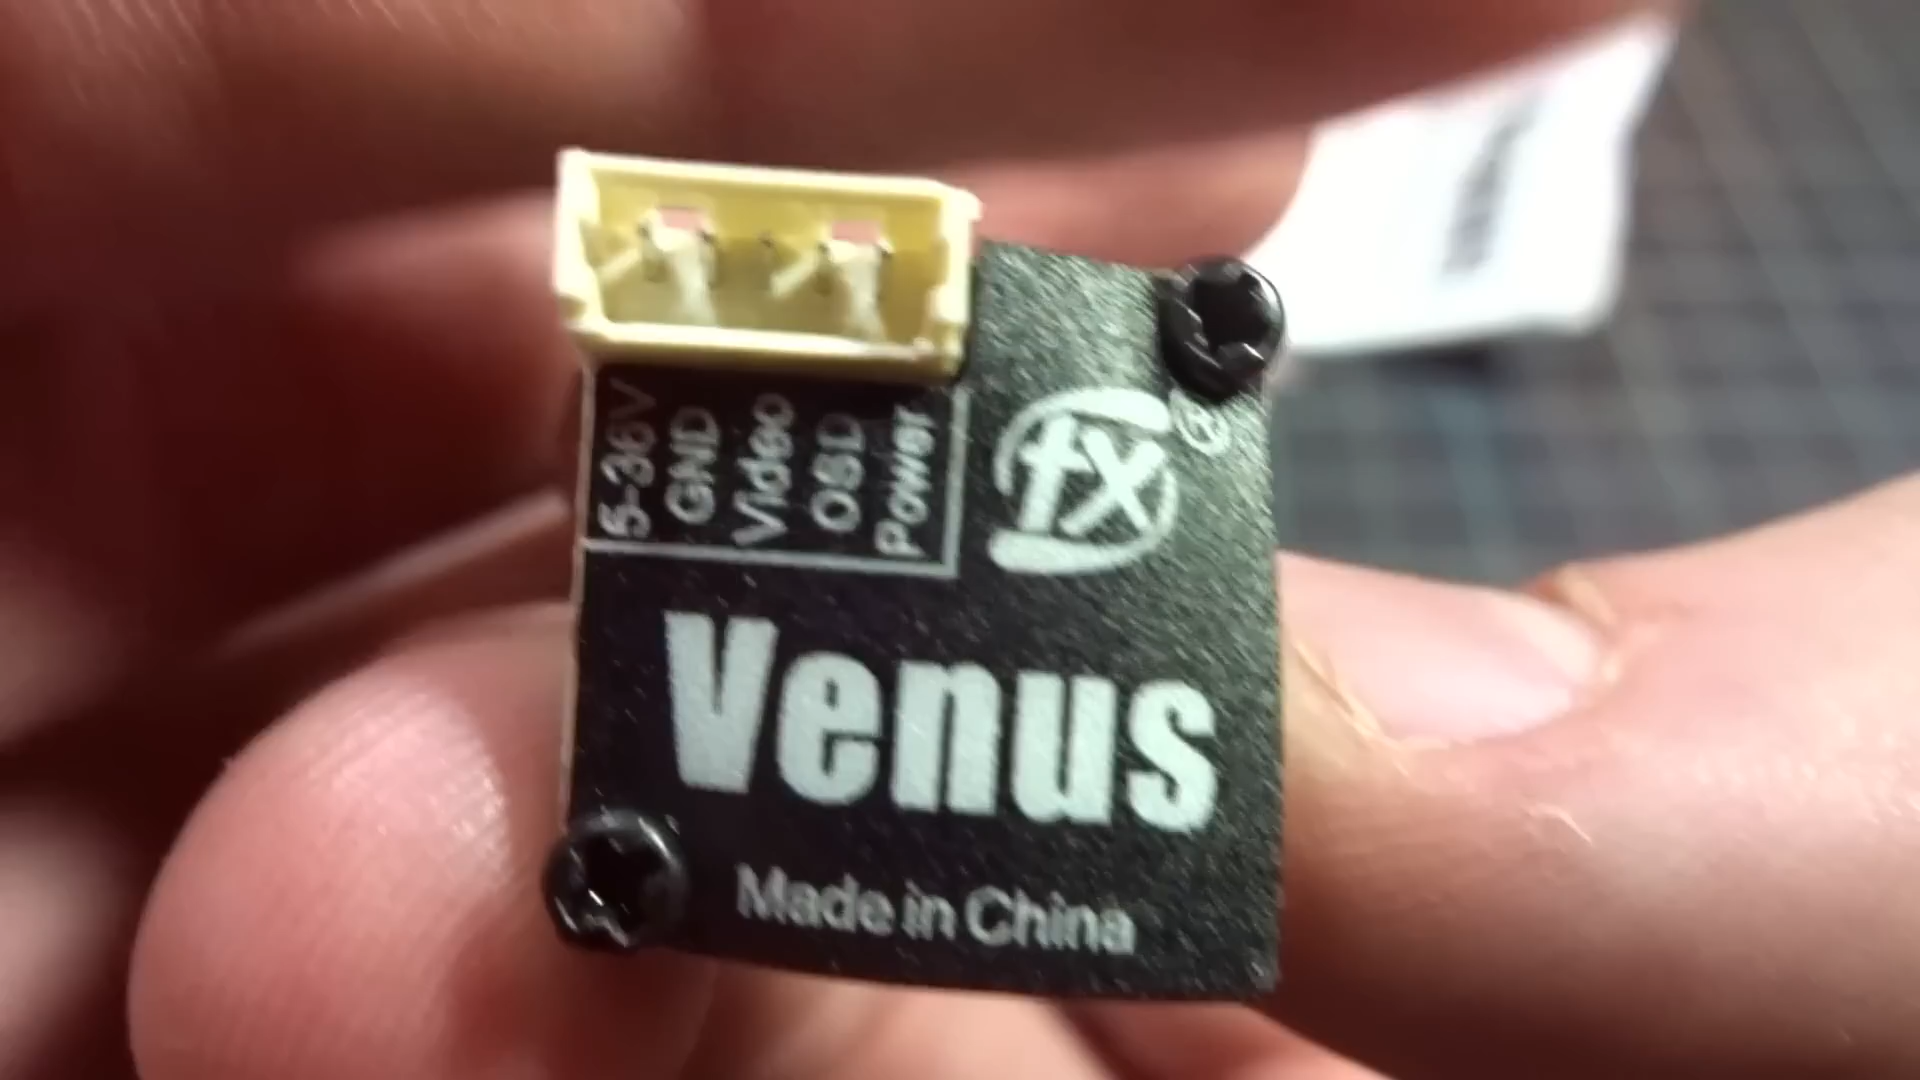 5-36V
GND
Video
OSD
Power
fx
®
Venus
Made in China